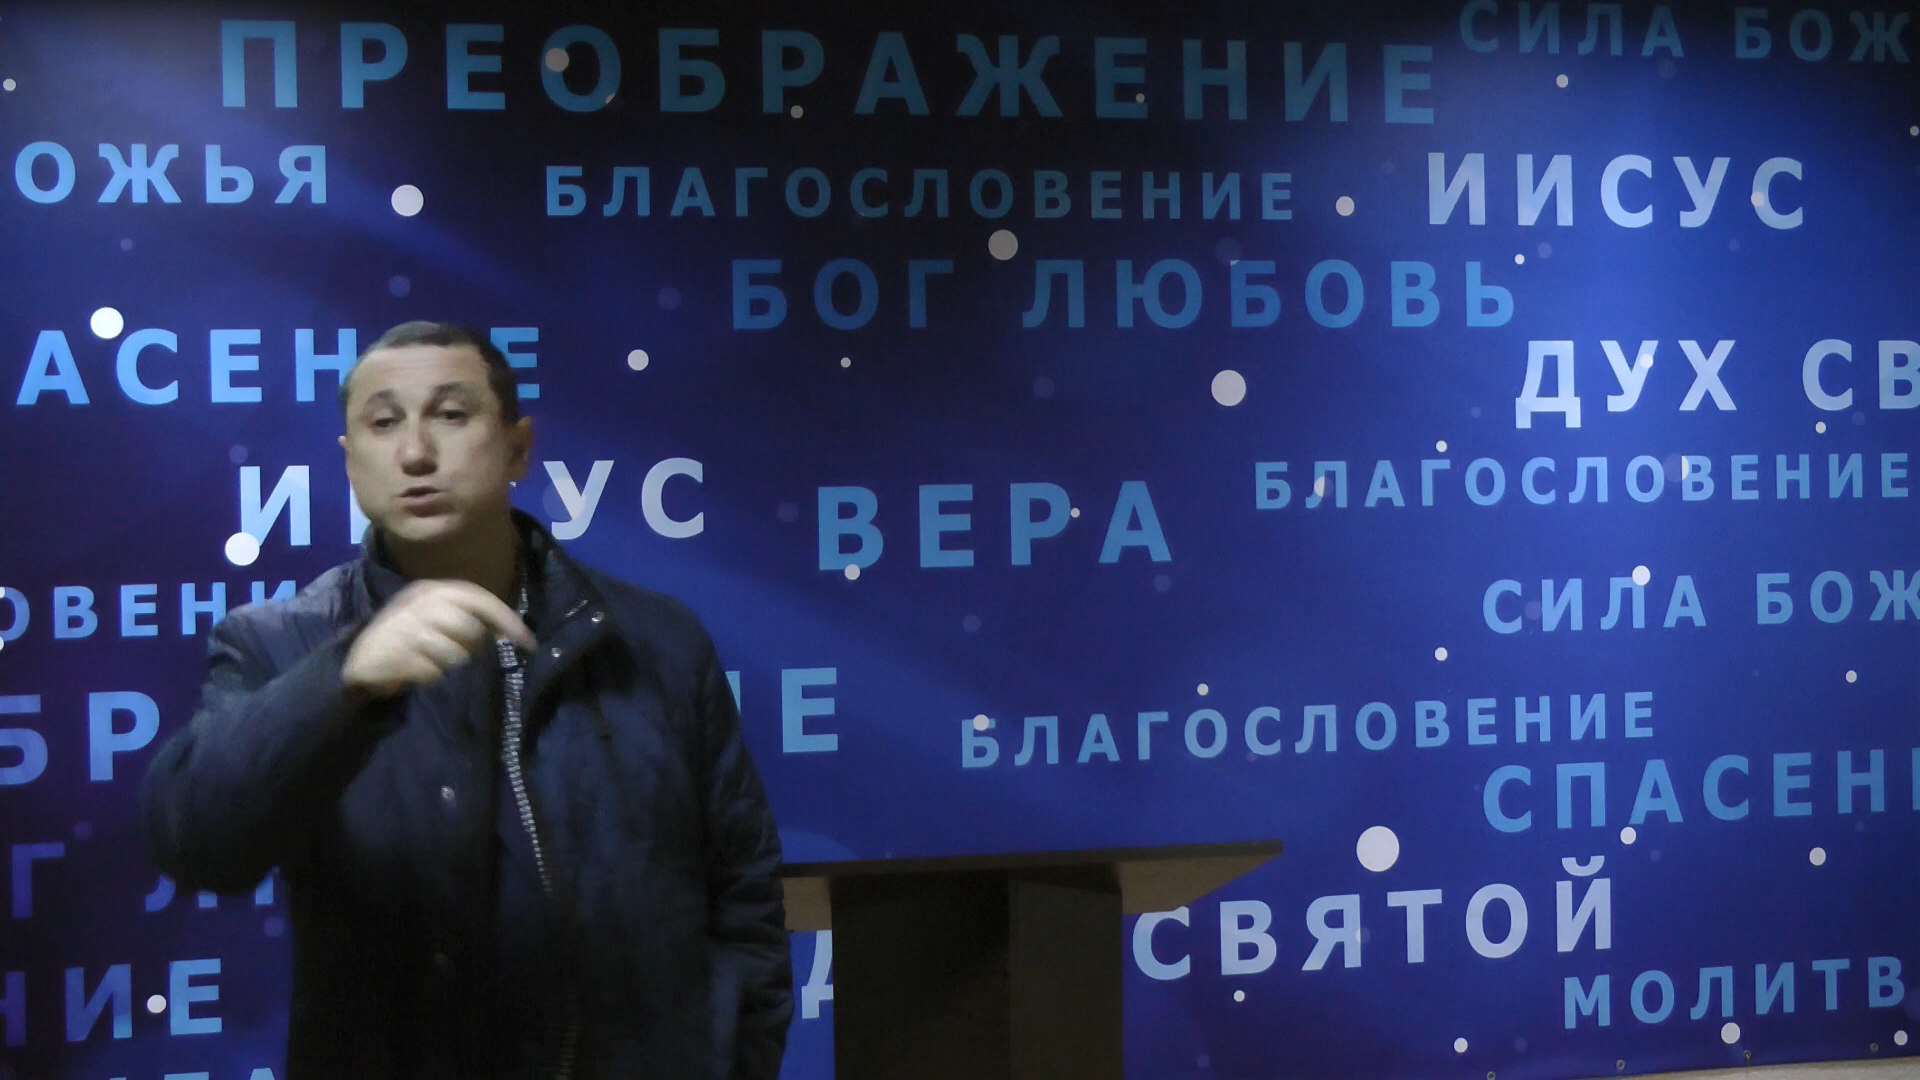 ПРЕОБРАЖЕНИЕ
СИЛА БОЖ
ОЖЬЯ
БЛАГОСЛОВЕНИЕ
ИИСУС
БОГ ЛЮБОВЬ
АСЕН Е
ДУХ СВ
ИИСУС
ВЕРА
БЛАГОСЛОВЕНИЕ
ОВЕНИ
СИЛА БОЖ
БР
ИЕ
БЛАГОСЛОВЕНИЕ
СПАСЕН
Г Л
СВЯТОЙ
НИЕ
Д
МОЛИТВ